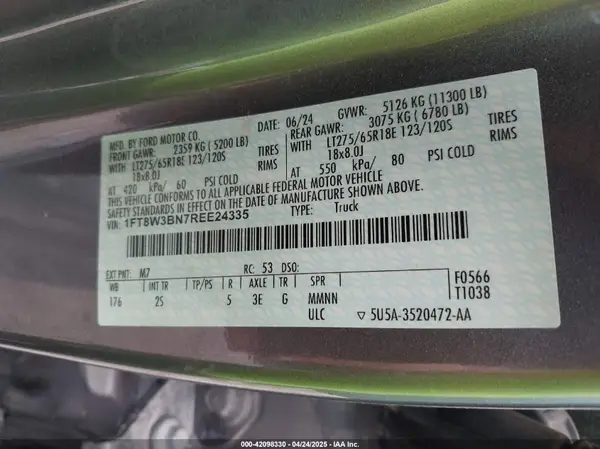 MFD. BY FORD MOTOR CO.
DATE: 06/24 GVWR: 5126 KG (11300 LB)
FRONT GAWR: 2359 KG ( 5200 LB) REAR GAWR: 3075 KG ( 6780 LB)
WITH LT275/65R18E 123/120S TIRES WITH LT275/65R18E 123/120S TIRES
18x8.0J RIMS 18x8.0J RIMS
AT 420 kPa/ 60 PSI COLD AT 550 kPa/ 80 PSI COLD
THIS VEHICLE CONFORMS TO ALL APPLICABLE FEDERAL MOTOR VEHICLE
SAFETY STANDARDS IN EFFECT ON THE DATE OF MANUFACTURE SHOWN ABOVE.
VIN: 1FT8W3BN7REE24335 TYPE: Truck
EXT PNT: M7 RC: 53 DSO: F0566
WB INT TR TP/PS R AXLE TR SPR T1038
176 2S 5 3E G MMNN
ULC ▽ 5U5A-3520472-AA
000-42098330 - 04/24/2025 - IAA Inc.